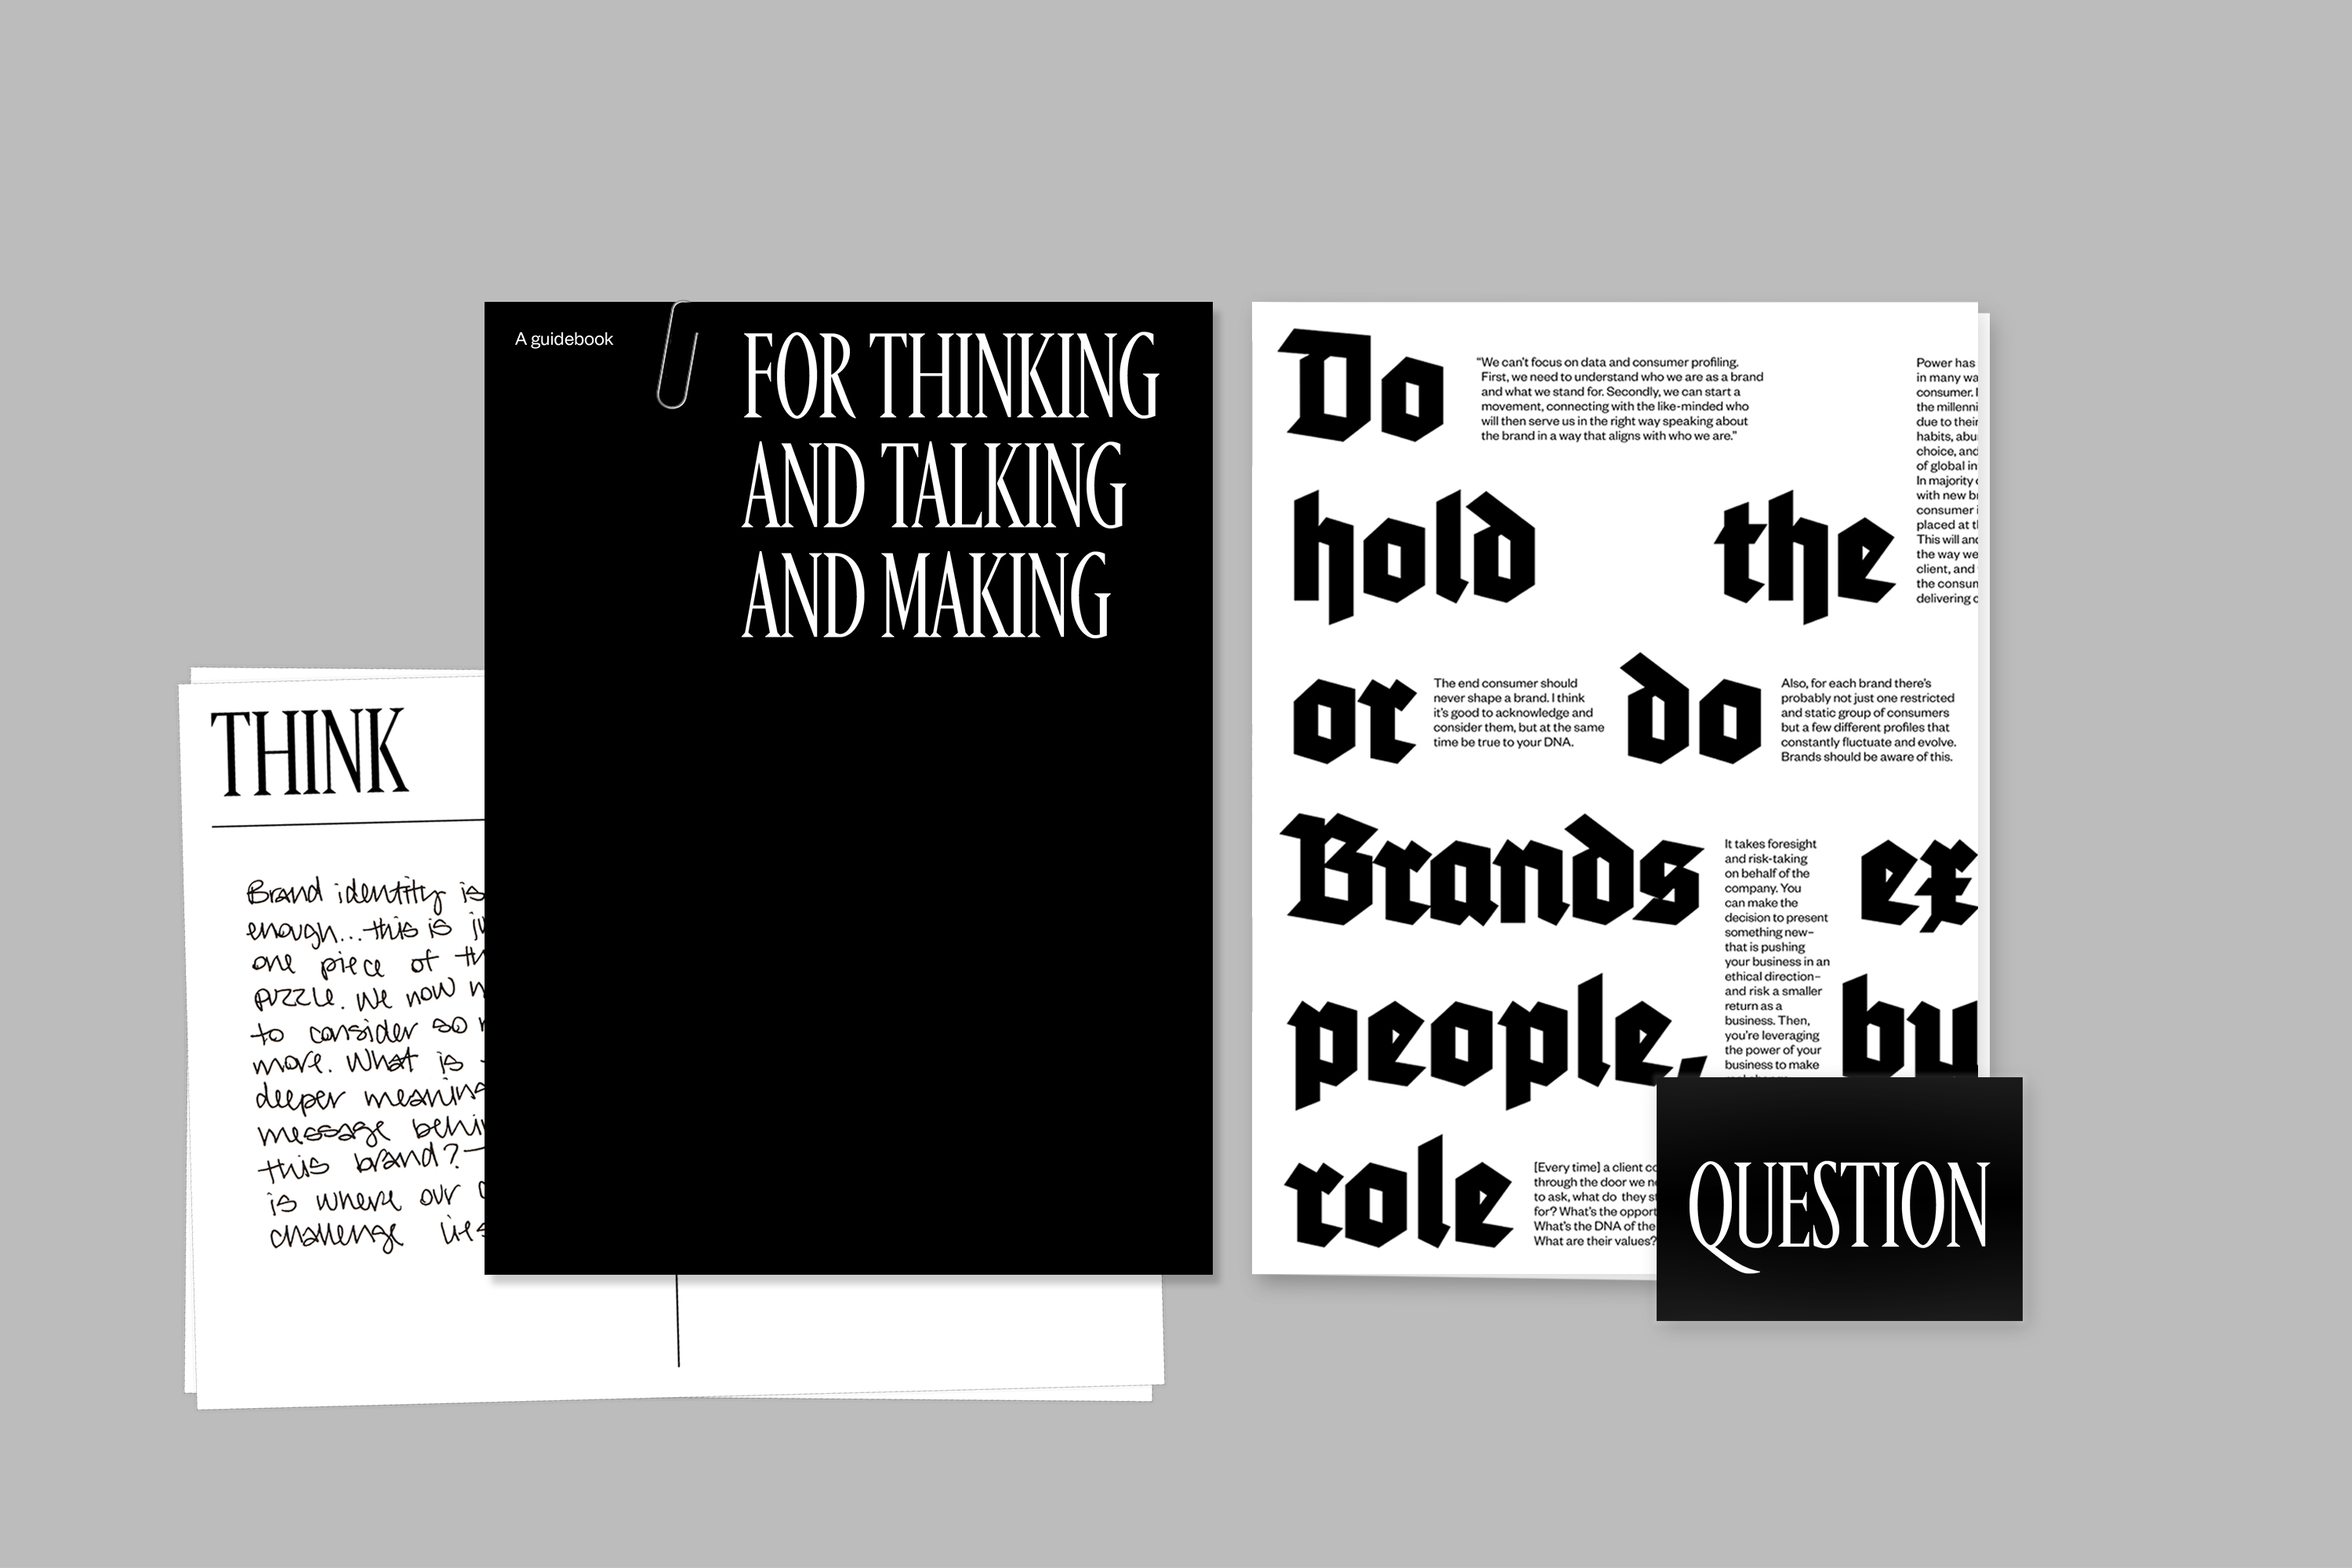 A guidebook
FOR THINKING
AND TALKING
AND MAKING
THINK
Brand identity is
enough...this is
one piece of
puzzle. We now
to consider so
more. What is
deeper
message
this brand?
is where our
challenge
Do
“We can’t focus on data and consumer profiling.
First, we need to understand who we are as a brand
and what we stand for. Secondly, we can start a
movement, connecting with the like-minded who
will then serve us in the right way speaking about
the brand in a way that aligns with who we are.”
Power has
in many
consumer.
the
due to their
habits,
choice, and
of global
In majority
with new
consumer
placed at
This will
the way we
client, and
the
delivering
hold the
or
The end consumer should
never shape a brand. I think
it’s good to acknowledge and
consider them, but at the same
time be true to your DNA.
do
Also, for each brand there’s
probably not just one restricted
and static group of consumers
but a few different profiles that
constantly fluctuate and evolve.
Brands should be aware of this.
Brands
It takes foresight
and risk-taking
on behalf of the
company. You
can make the
decision to present
something new–
that is pushing
your business in an
ethical direction–
and risk a smaller
return as a
business. Then,
you’re leveraging
the power of your
business to make
ex
people,
by
role
[Every time] a client
through the door we
to ask, what do they
for? What’s the
What’s the DNA of the
What are their values?
QUESTION